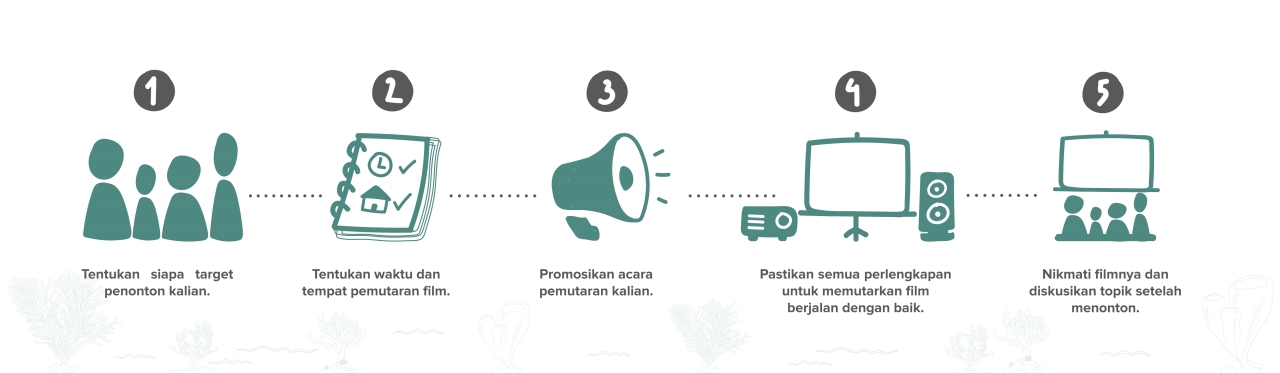 1
2
3
4
5
Tentukan siapa target
penonton kalian.
Tentukan waktu dan
tempat pemutaran film.
Promosikan acara
pemutaran kalian.
Pastikan semua perlengkapan
untuk memutarkan film
berjalan dengan baik.
Nikmati filmnya dan
diskusikan topik setelah
menonton.